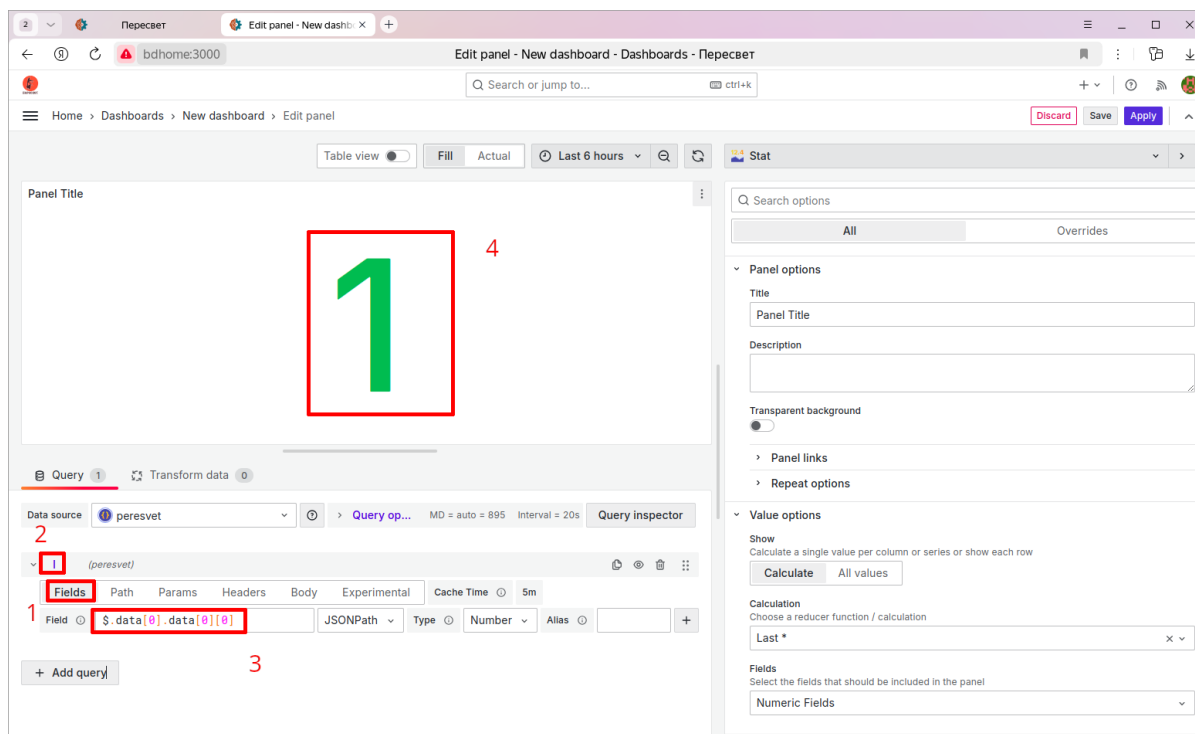 2 Пересвет Edit panel - New dashb
bdhome:3000 Edit panel - New dashboard - Dashboards - Пересвет
Search or jump to... ctrl+k
Home › Dashboards › New dashboard › Edit panel Discard Save Apply
Table view Fill Actual Last 6 hours
12.4 Stat
Panel Title
1
4
Search options
All Overrides
Panel options
Title
Panel Title
Description
Transparent background
Panel links
Repeat options
Query 1 Transform data 0
Data source peresvet Query op... MD = auto = 895 Interval = 20s Query inspector
2
I (peresvet)
Fields Path Params Headers Body Experimental Cache Time 5m
1
Field $.data[0].data[0][0] JSONPath Type Number Alias +
3
+ Add query
Value options
Show
Calculate a single value per column or series or show each row
Calculate All values
Calculation
Choose a reducer function / calculation
Last *
Fields
Select the fields that should be included in the panel
Numeric Fields